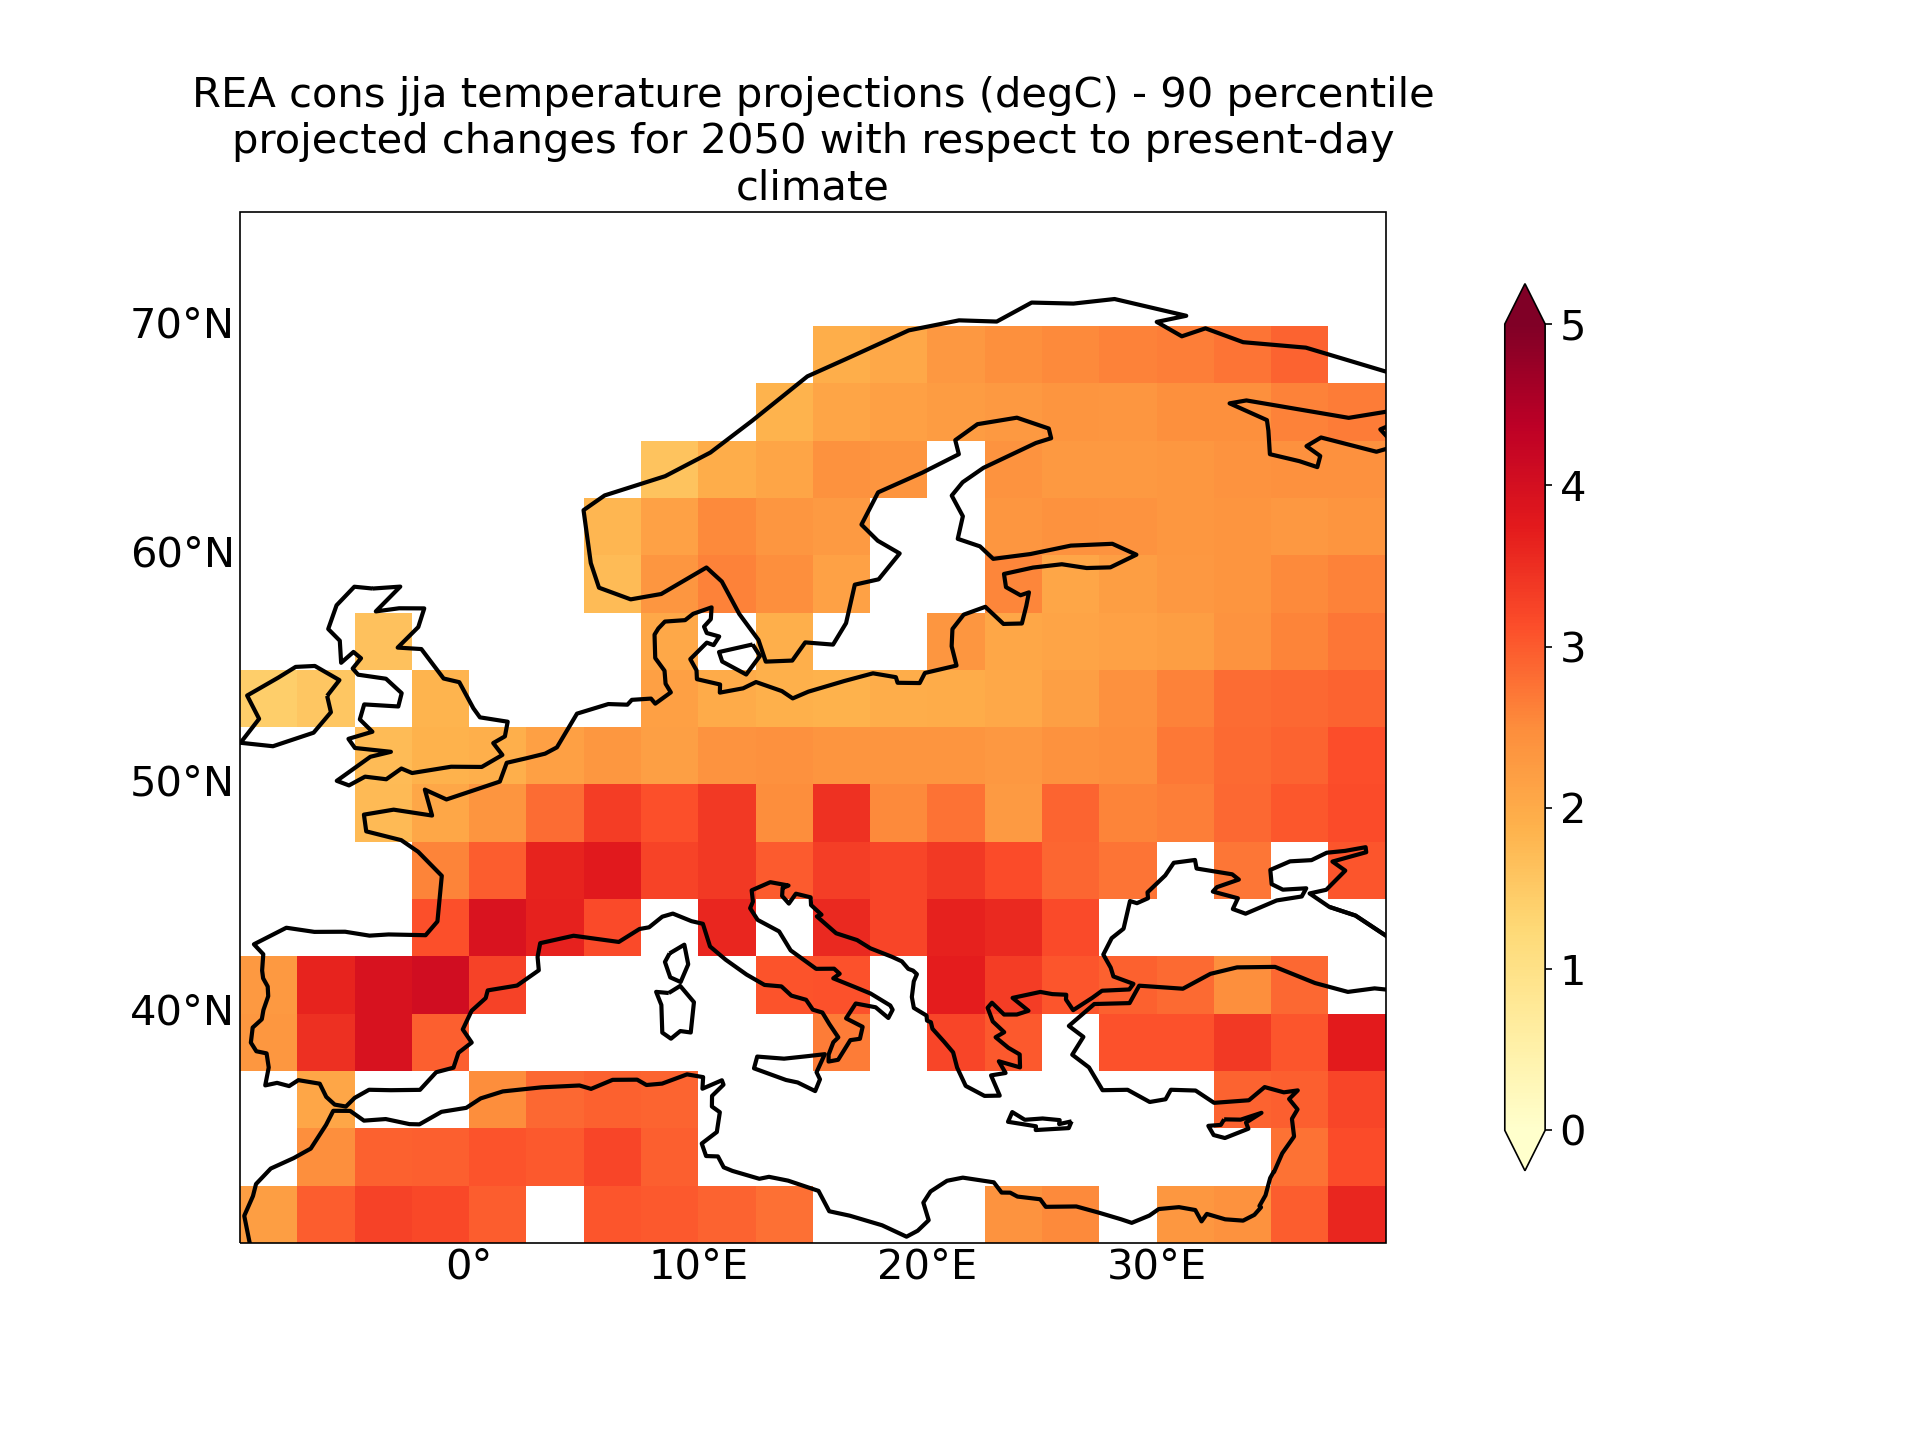 REA cons jja temperature projections (degC) - 90 percentile
projected changes for 2050 with respect to present-day
climate
70°N
60°N
50°N
40°N
0°
10°E
20°E
30°E
5
4
3
2
1
0